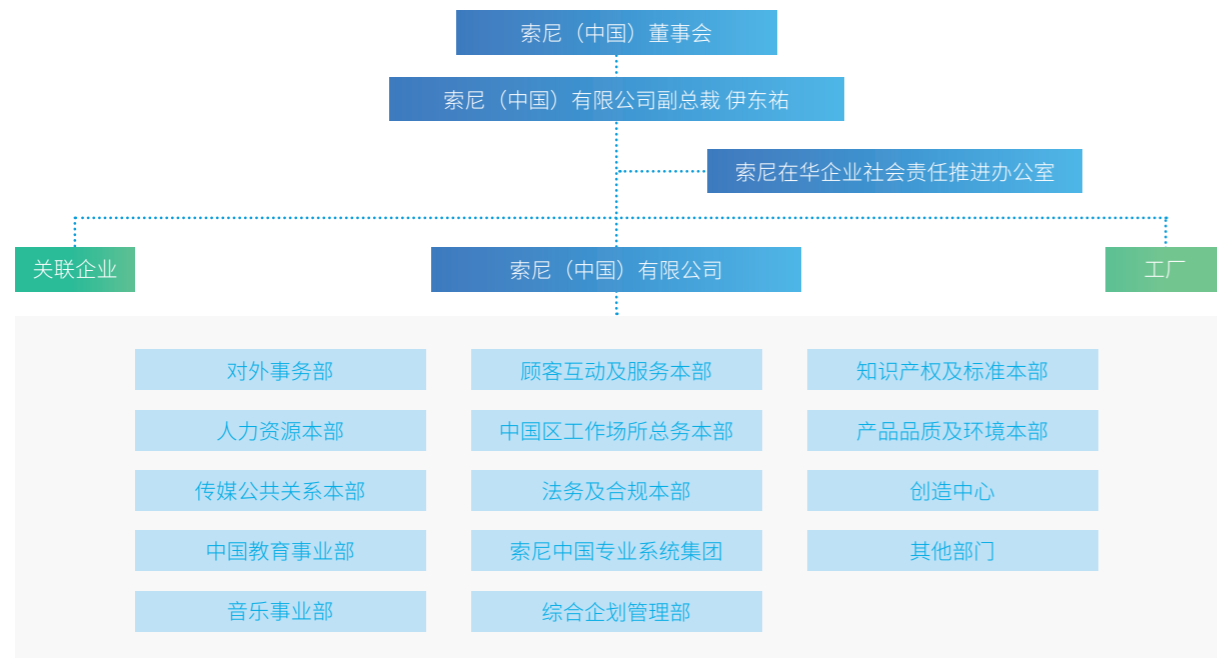 索尼（中国）董事会
索尼（中国）有限公司副总裁 伊东祐
索尼在华企业社会责任推进办公室
关联企业
索尼（中国）有限公司
工厂
对外事务部
顾客互动及服务本部
知识产权及标准本部
人力资源本部
中国区工作场所总务本部
产品品质及环境本部
传媒公共关系本部
法务及合规本部
创造中心
中国教育事业部
索尼中国专业系统集团
其他部门
音乐事业部
综合企划管理部